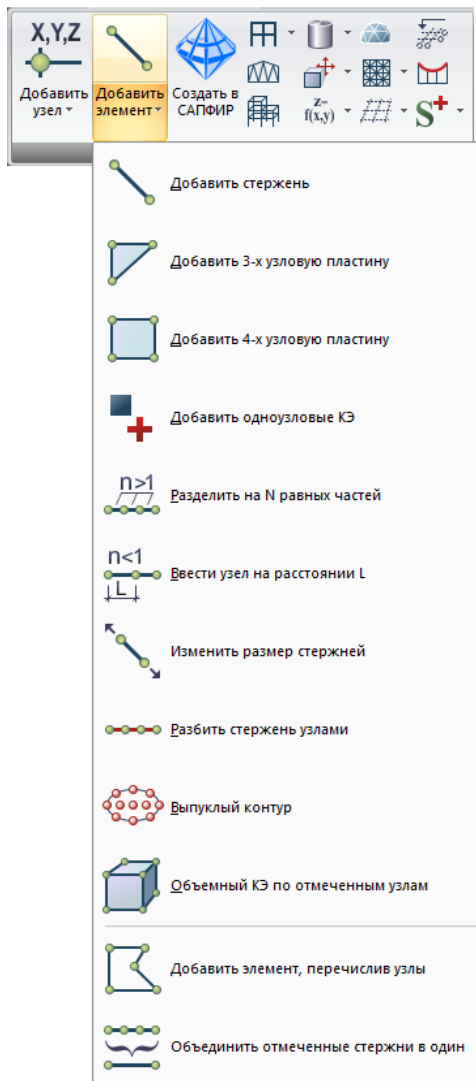 X,Y,Z
Добавить узел
Добавить элемент
Создать в САПФИР
z=
f(x,y)
S+
Добавить стержень
Добавить 3-х узловую пластину
Добавить 4-х узловую пластину
Добавить одноузловые КЭ
n>1
Разделить на N равных частей
n<1
L
Ввести узел на расстоянии L
Изменить размер стержней
Разбить стержень узлами
Выпуклый контур
Объемный КЭ по отмеченным узлам
Добавить элемент, перечислив узлы
Объединить отмеченные стержни в один